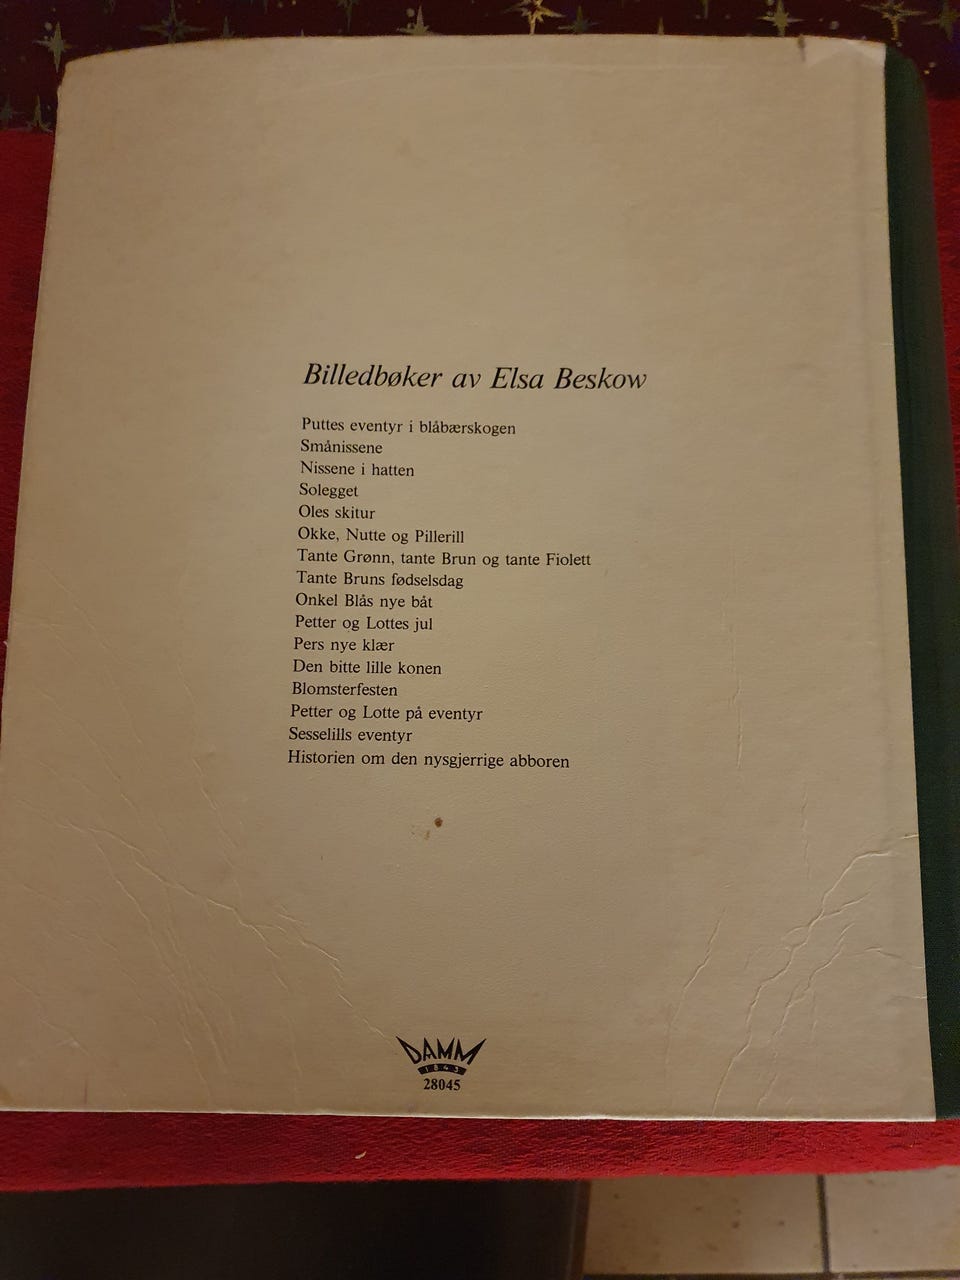 Billedbøker av Elsa Beskow
Puttes eventyr i blåbærskogen
Smånissene
Nissene i hatten
Solegget
Oles skitur
Okke, Nutte og Pillerill
Tante Grønn, tante Brun og tante Fiolett
Tante Bruns fødselsdag
Onkel Blås nye båt
Petter og Lottes jul
Pers nye klær
Den bitte lille konen
Blomsterfesten
Petter og Lotte på eventyr
Sesselills eventyr
Historien om den nysgjerrige abboren
DAMM
1843
28045